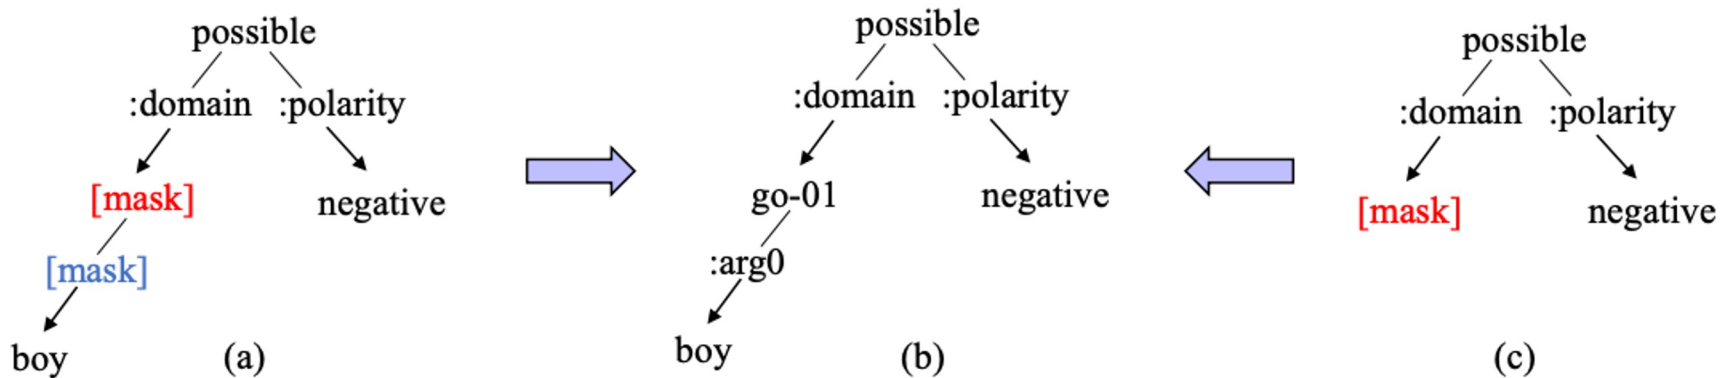 possible
:domain :polarity
[mask] negative
[mask]
boy (a)
possible
:domain :polarity
go-01 negative
:arg0
boy (b)
possible
:domain :polarity
[mask] negative
(c)